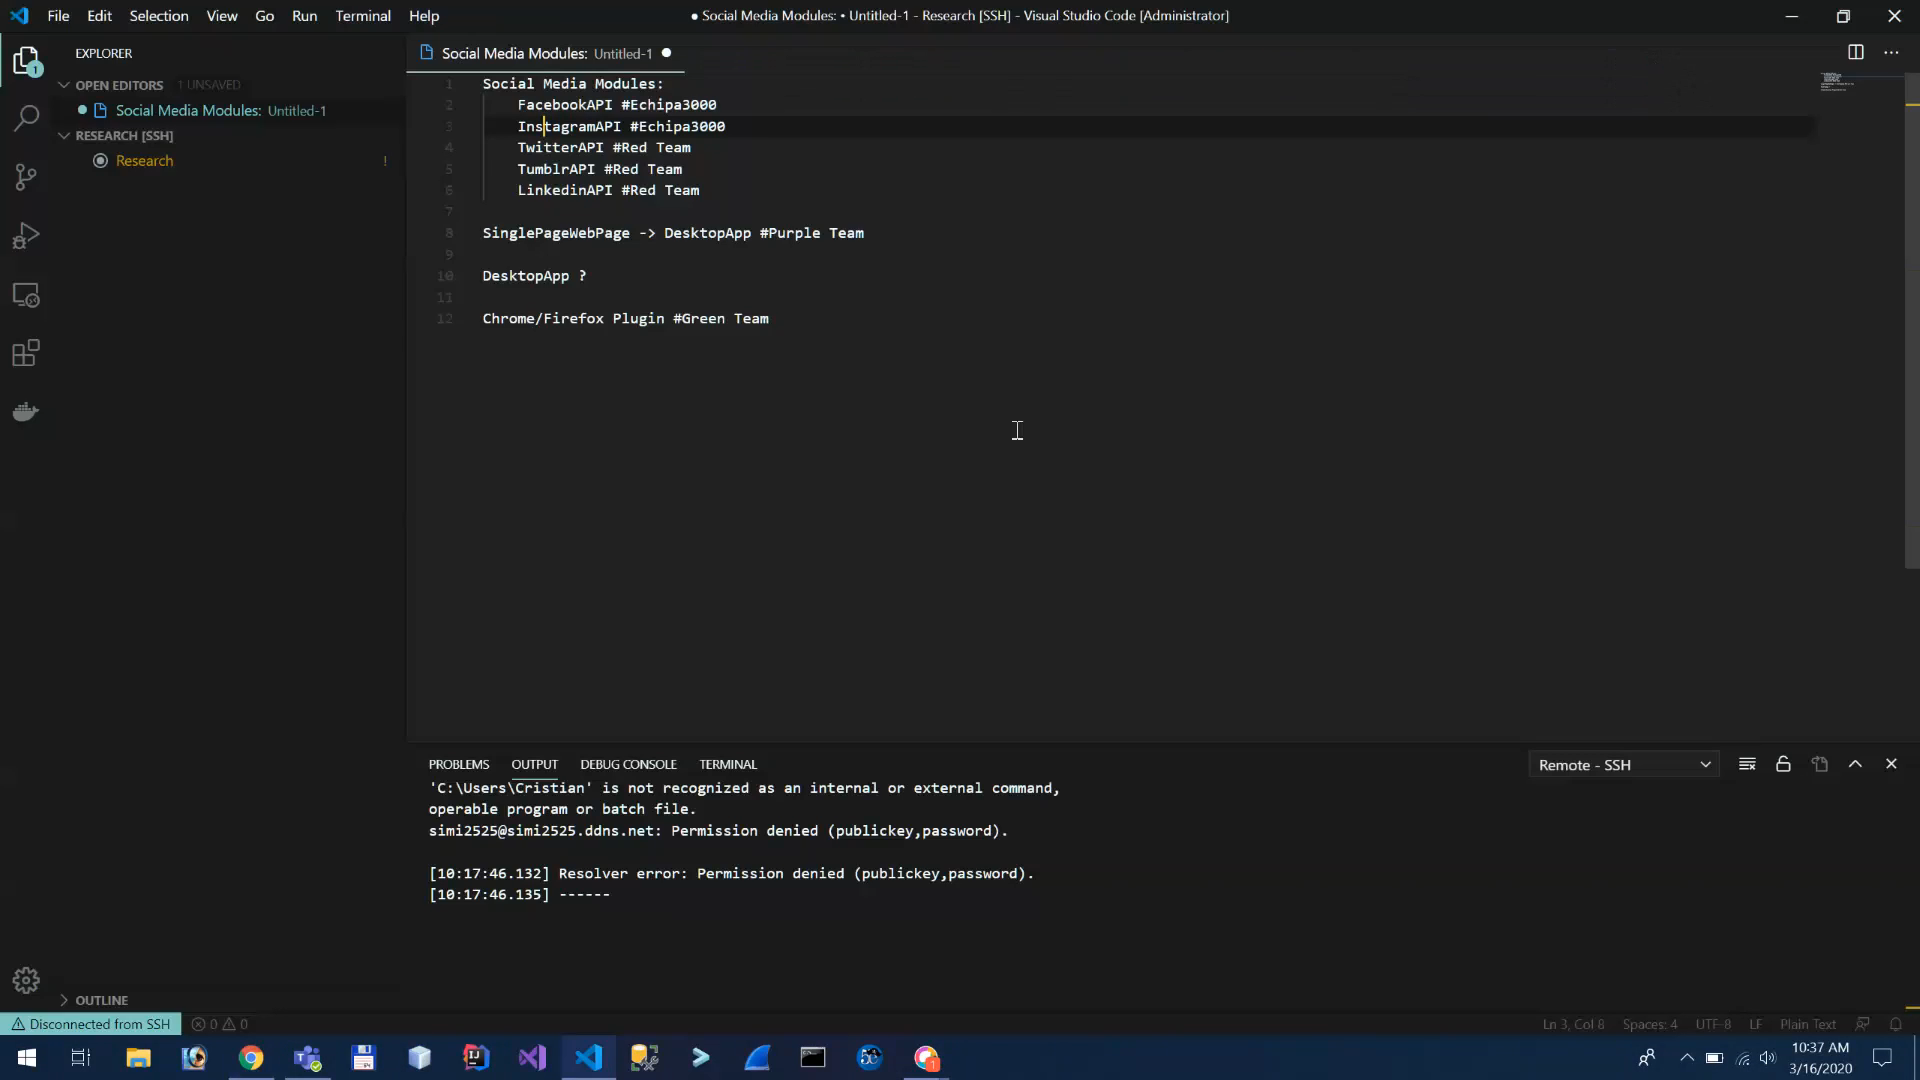 File Edit Selection View Go Run Terminal Help
● Social Media Modules: • Untitled-1 - Research [SSH] - Visual Studio Code [Administrator]
EXPLORER
Social Media Modules: Untitled-1 ●
OPEN EDITORS 1 UNSAVED
Social Media Modules: Untitled-1
RESEARCH [SSH]
Research !
1
1 Social Media Modules:
2 FacebookAPI #Echipa3000
3 InstagramAPI #Echipa3000
4 TwitterAPI #Red Team
5 TumblrAPI #Red Team
6 LinkedinAPI #Red Team
7
8 SinglePageWebPage -> DesktopApp #Purple Team
9
10 DesktopApp ?
11
12 Chrome/Firefox Plugin #Green Team
PROBLEMS OUTPUT DEBUG CONSOLE TERMINAL
Remote - SSH
'C:\Users\Cristian' is not recognized as an internal or external command,
operable program or batch file.
simi2525@simi2525.ddns.net: Permission denied (publickey,password).
[10:17:46.132] Resolver error: Permission denied (publickey,password).
[10:17:46.135] ------
OUTLINE
Disconnected from SSH 0 0
Ln 3, Col 8 Spaces: 4 UTF-8 LF Plain Text
10:37 AM
3/16/2020